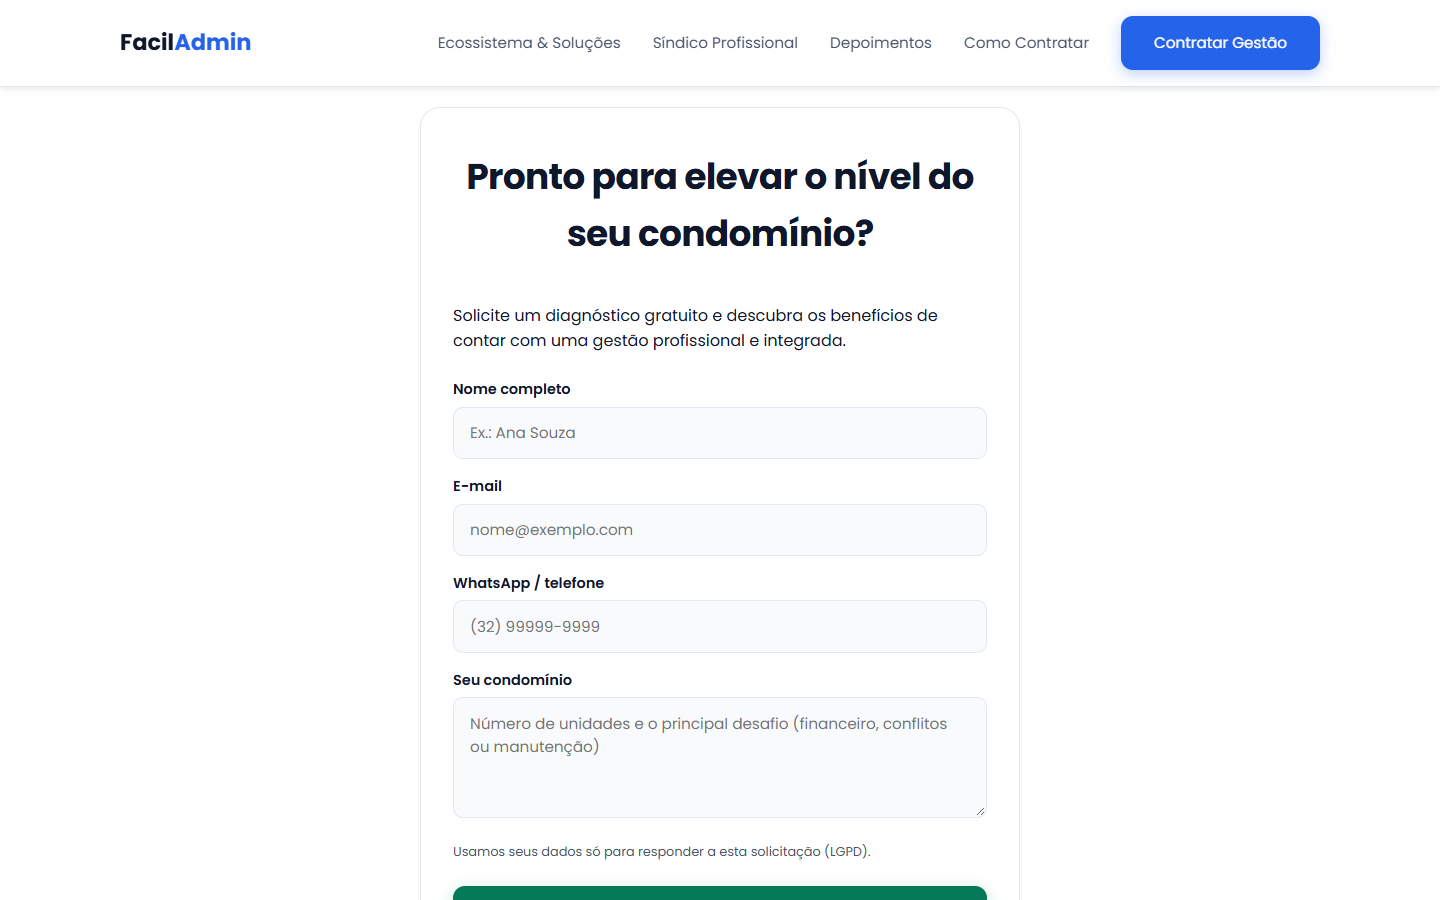 FacilAdmin
Ecossistema & Soluções
Síndico Profissional
Depoimentos
Como Contratar
Contratar Gestão
Pronto para elevar o nível do
seu condomínio?
Solicite um diagnóstico gratuito e descubra os benefícios de
contar com uma gestão profissional e integrada.
Nome completo
Ex.: Ana Souza
E-mail
nome@exemplo.com
WhatsApp / telefone
(32) 99999-9999
Seu condomínio
Número de unidades e o principal desafio (financeiro, conflitos
ou manutenção)
Usamos seus dados só para responder a esta solicitação (LGPD).